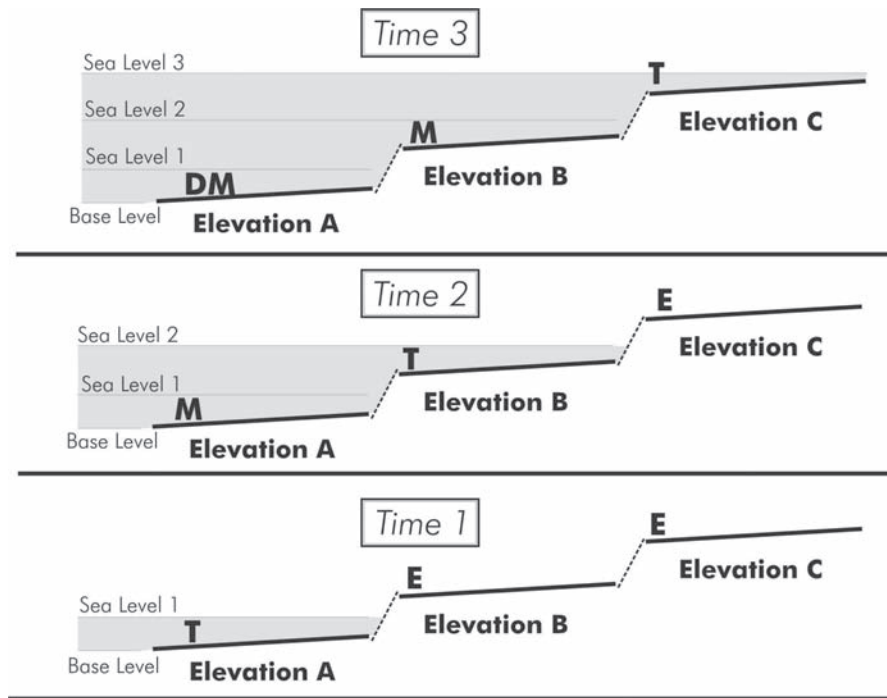 Time 3
Sea Level 3
T
Elevation C
Sea Level 2
M
Elevation B
Sea Level 1
DM
Base Level
Elevation A
Time 2
E
Sea Level 2
Elevation C
T
Sea Level 1
Elevation B
M
Base Level
Elevation A
Time 1
E
Elevation C
E
Sea Level 1
Elevation B
T
Base Level
Elevation A